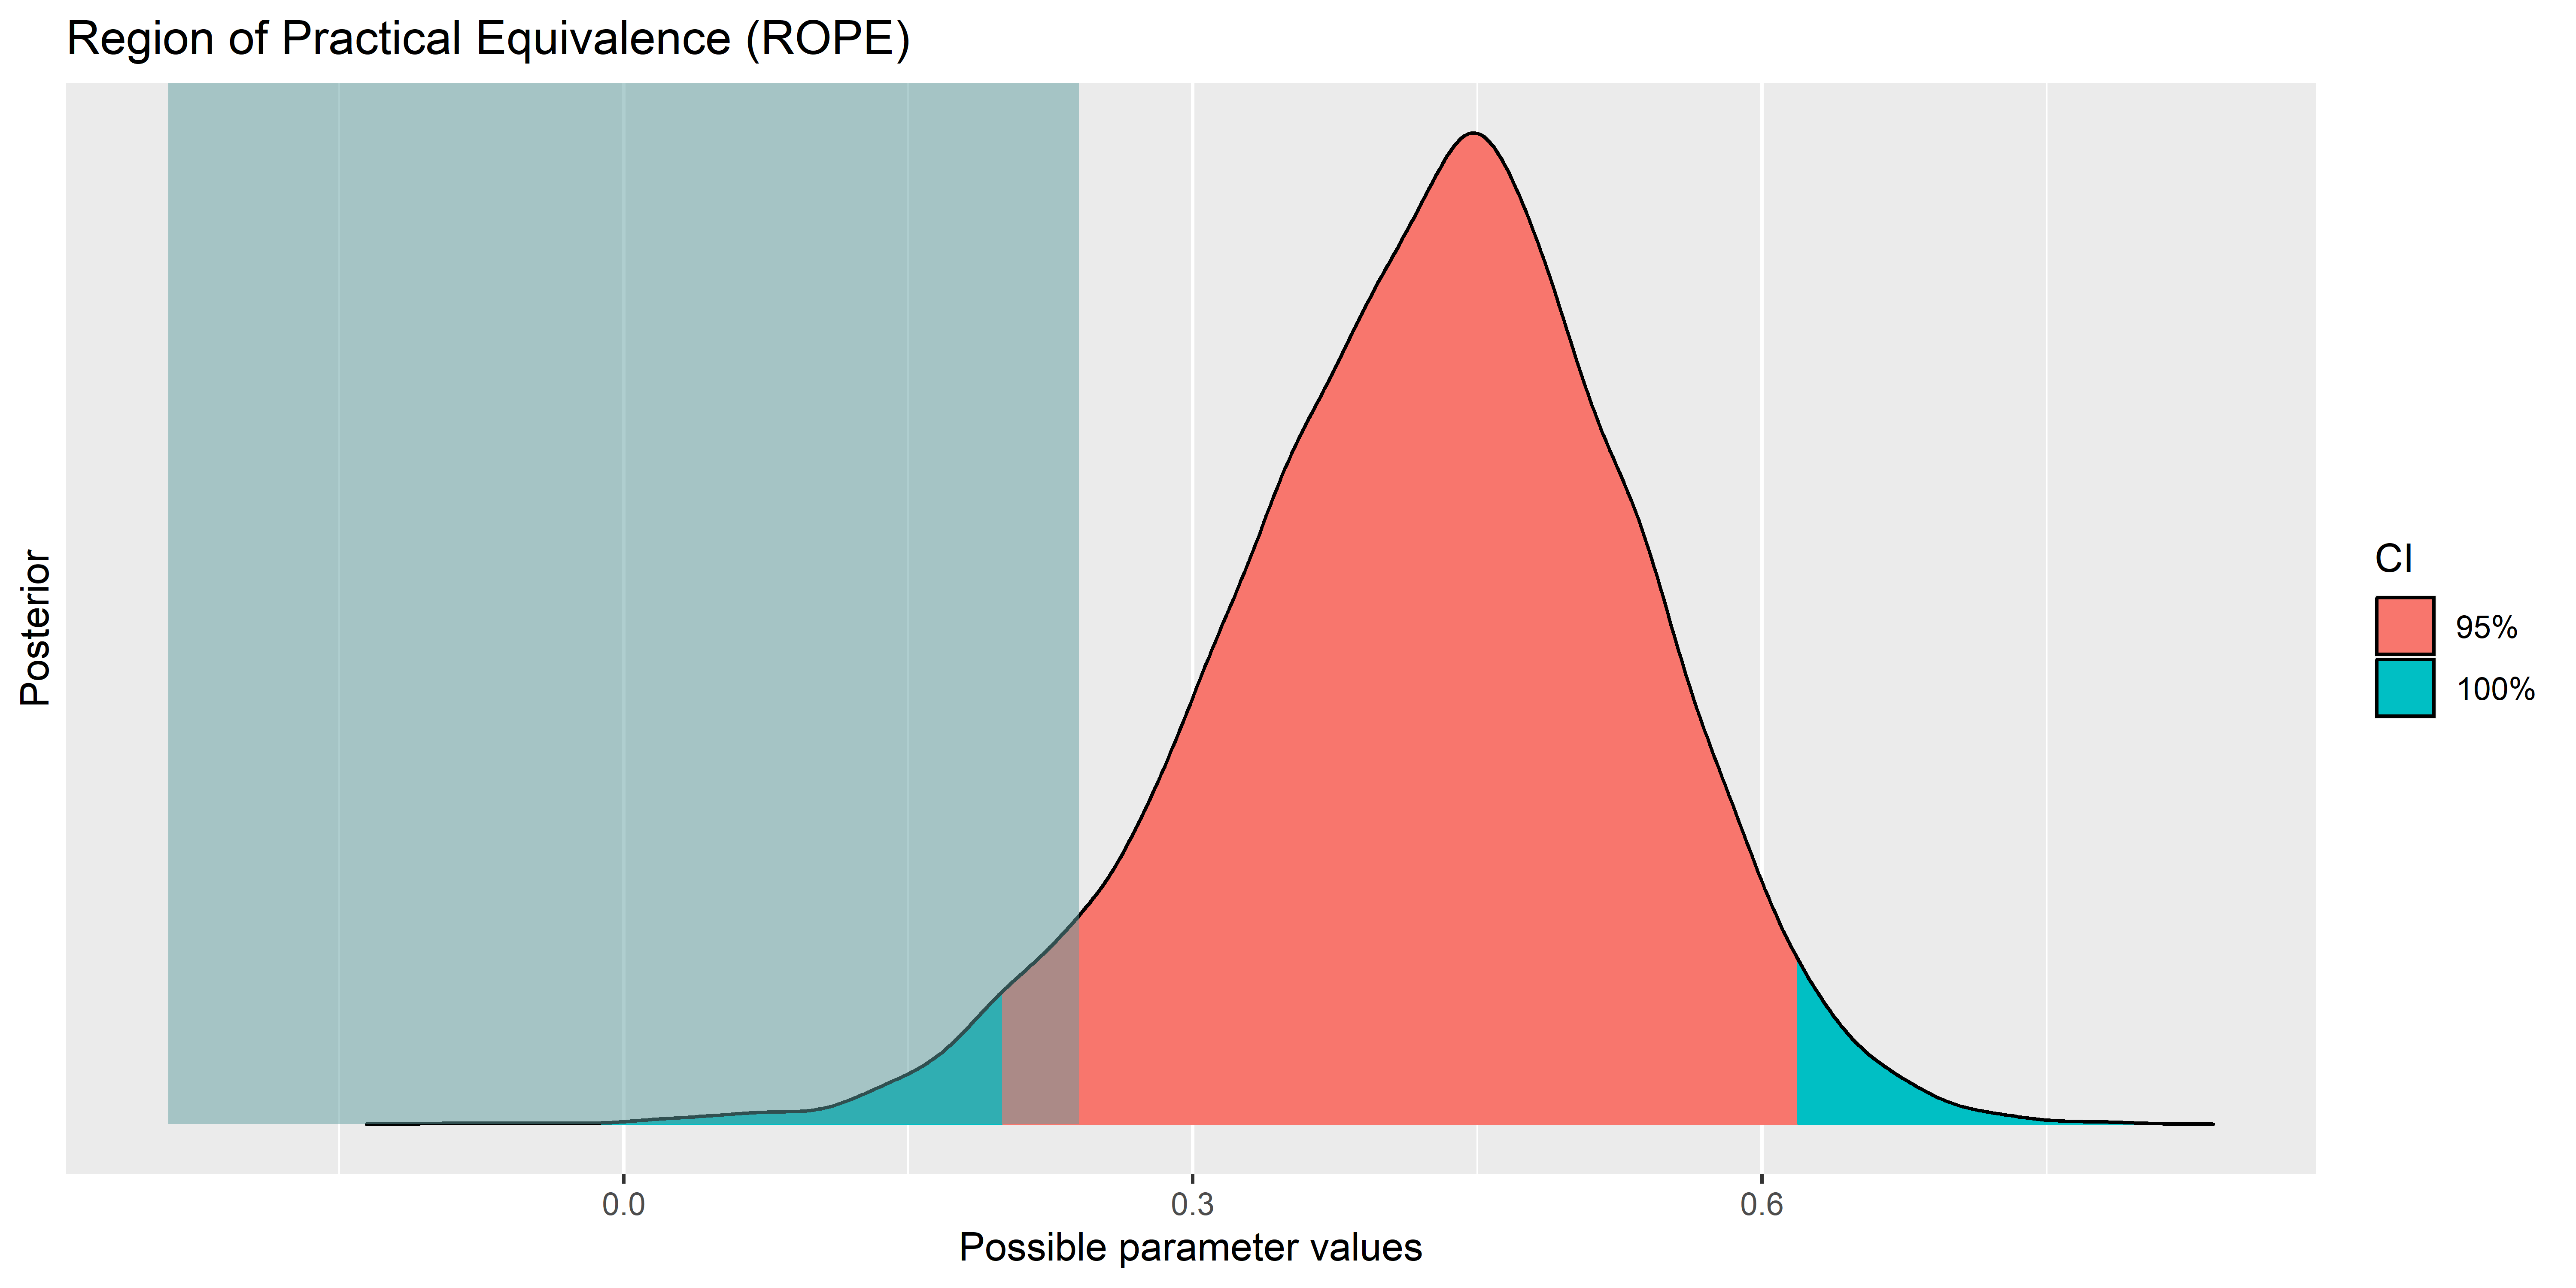 Region of Practical Equivalence (ROPE)
Posterior
CI
95%
100%
0.0
0.3
0.6
Possible parameter values